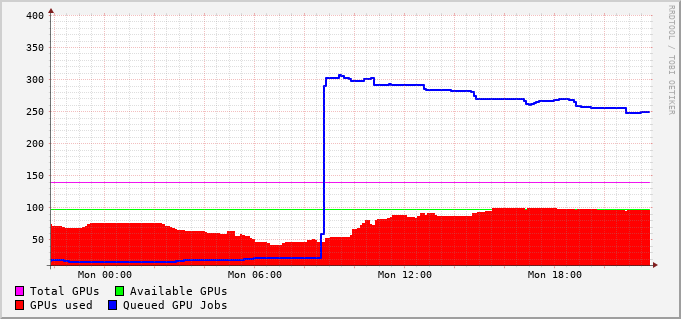 400
350
300
250
200
150
100
50
Mon 00:00 Mon 06:00 Mon 12:00 Mon 18:00
Total GPUs Available GPUs
GPUs used Queued GPU Jobs
RRDTOOL / TOBI OETIKER